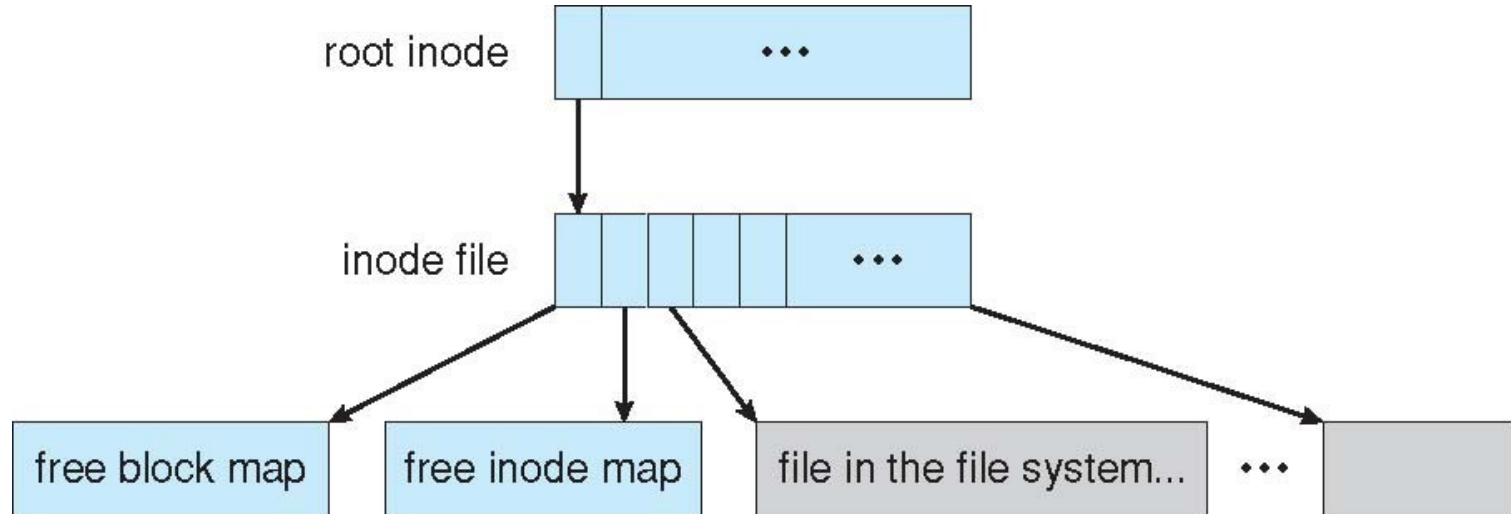 root inode
•••
inode file
•••
free block map
free inode map
file in the file system...
•••